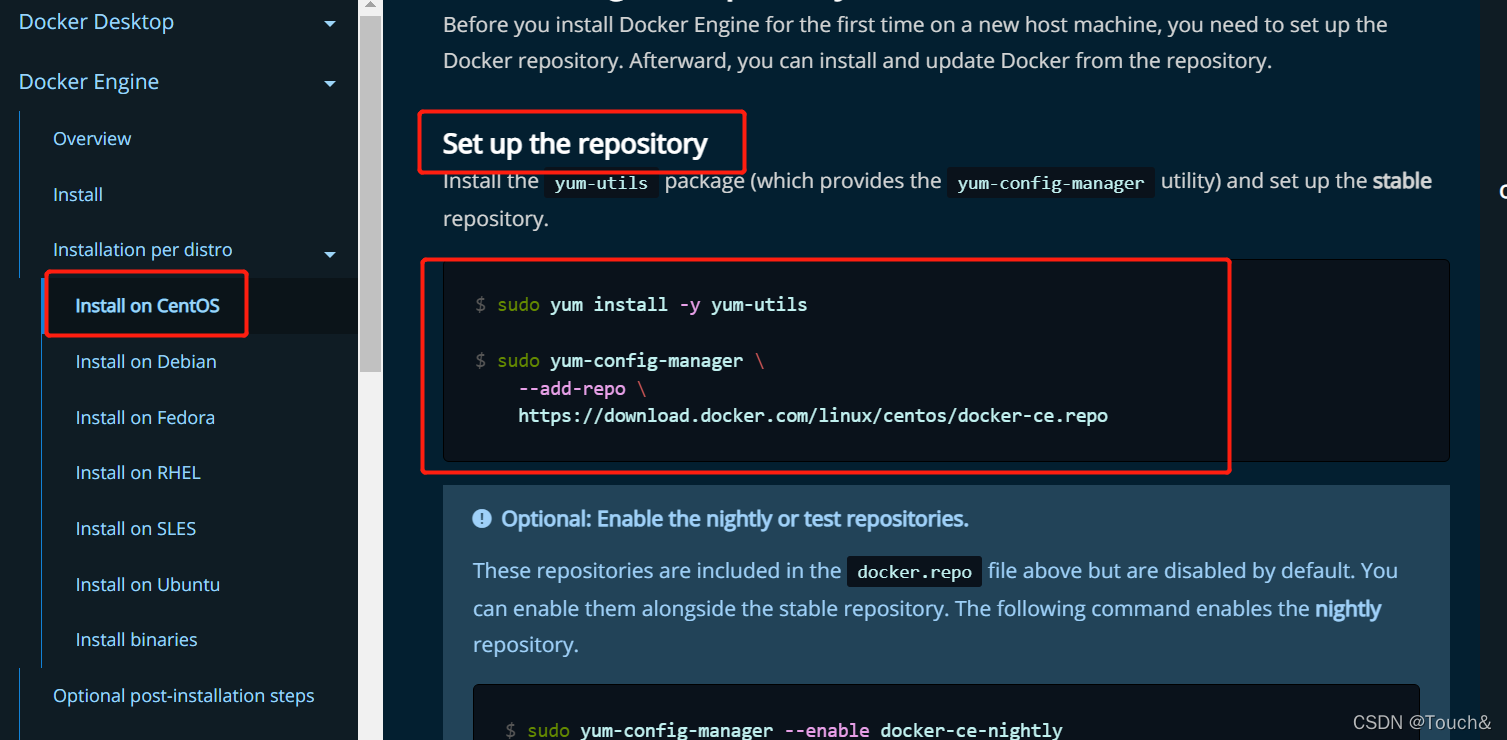 Docker Desktop
Docker Engine
Overview
Install
Installation per distro
Install on CentOS
Install on Debian
Install on Fedora
Install on RHEL
Install on SLES
Install on Ubuntu
Install binaries
Optional post-installation steps
Before you install Docker Engine for the first time on a new host machine, you need to set up the
Docker repository. Afterward, you can install and update Docker from the repository.
Set up the repository
Install the yum-utils package (which provides the yum-config-manager utility) and set up the stable
repository.
$ sudo yum install -y yum-utils
$ sudo yum-config-manager \
--add-repo \
https://download.docker.com/linux/centos/docker-ce.repo
Optional: Enable the nightly or test repositories.
These repositories are included in the docker.repo file above but are disabled by default. You
can enable them alongside the stable repository. The following command enables the nightly
repository.
$ sudo yum-config-manager --enable docker-ce-nightly
CSDN @Touch&